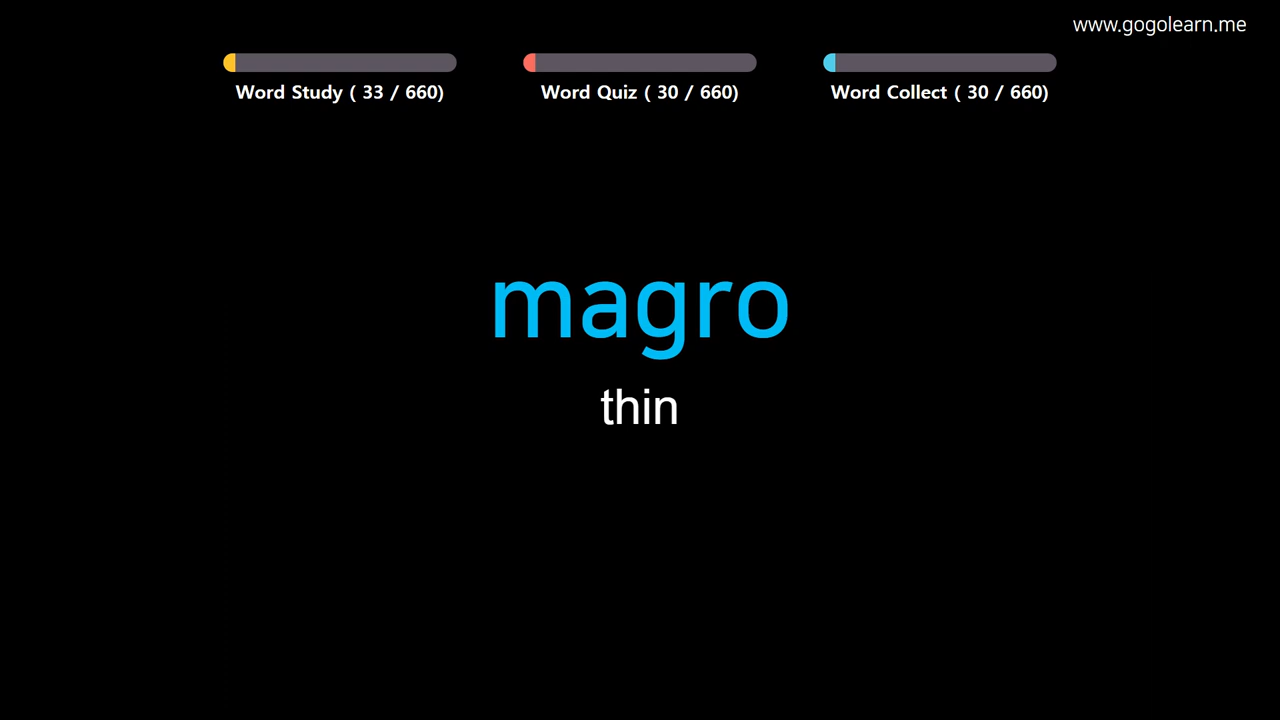 www.gogolearn.me
Word Study ( 33 / 660)
Word Quiz ( 30 / 660)
Word Collect ( 30 / 660)
magro
thin